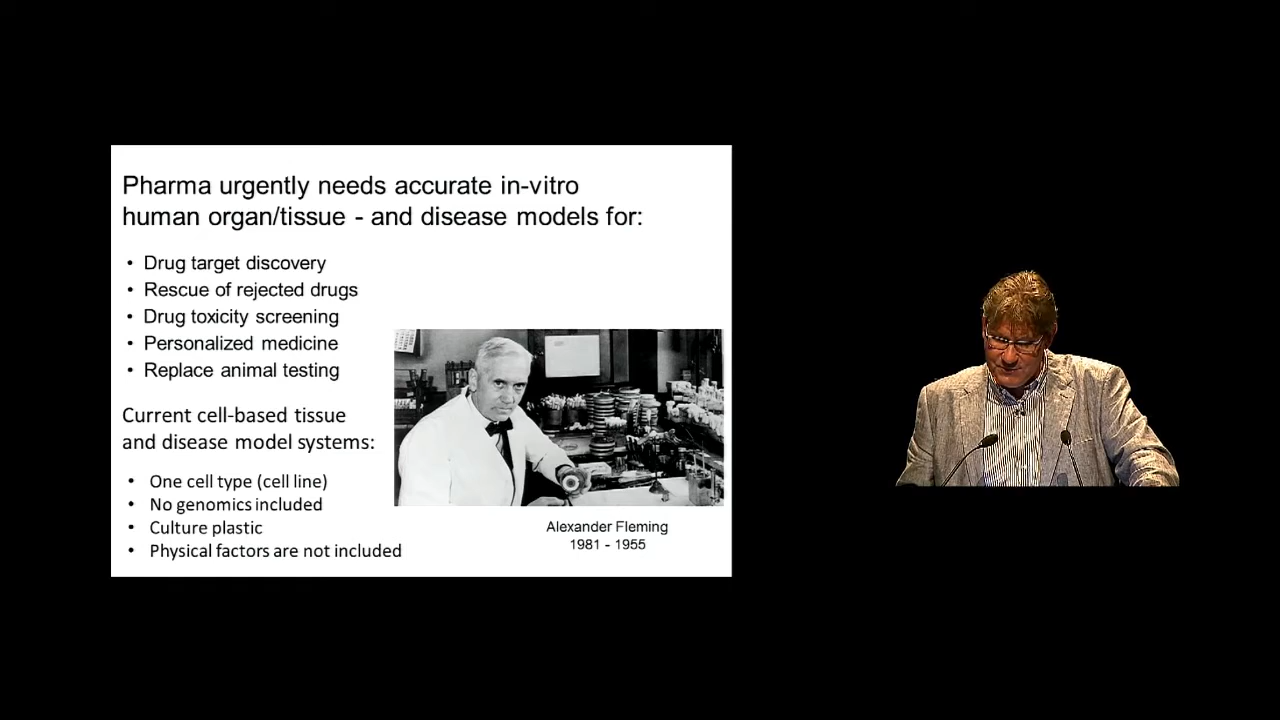 Pharma urgently needs accurate in-vitro
human organ/tissue - and disease models for:
• Drug target discovery
• Rescue of rejected drugs
• Drug toxicity screening
• Personalized medicine
• Replace animal testing
Current cell-based tissue
and disease model systems:
• One cell type (cell line)
• No genomics included
• Culture plastic
• Physical factors are not included
Alexander Fleming
1981 - 1955